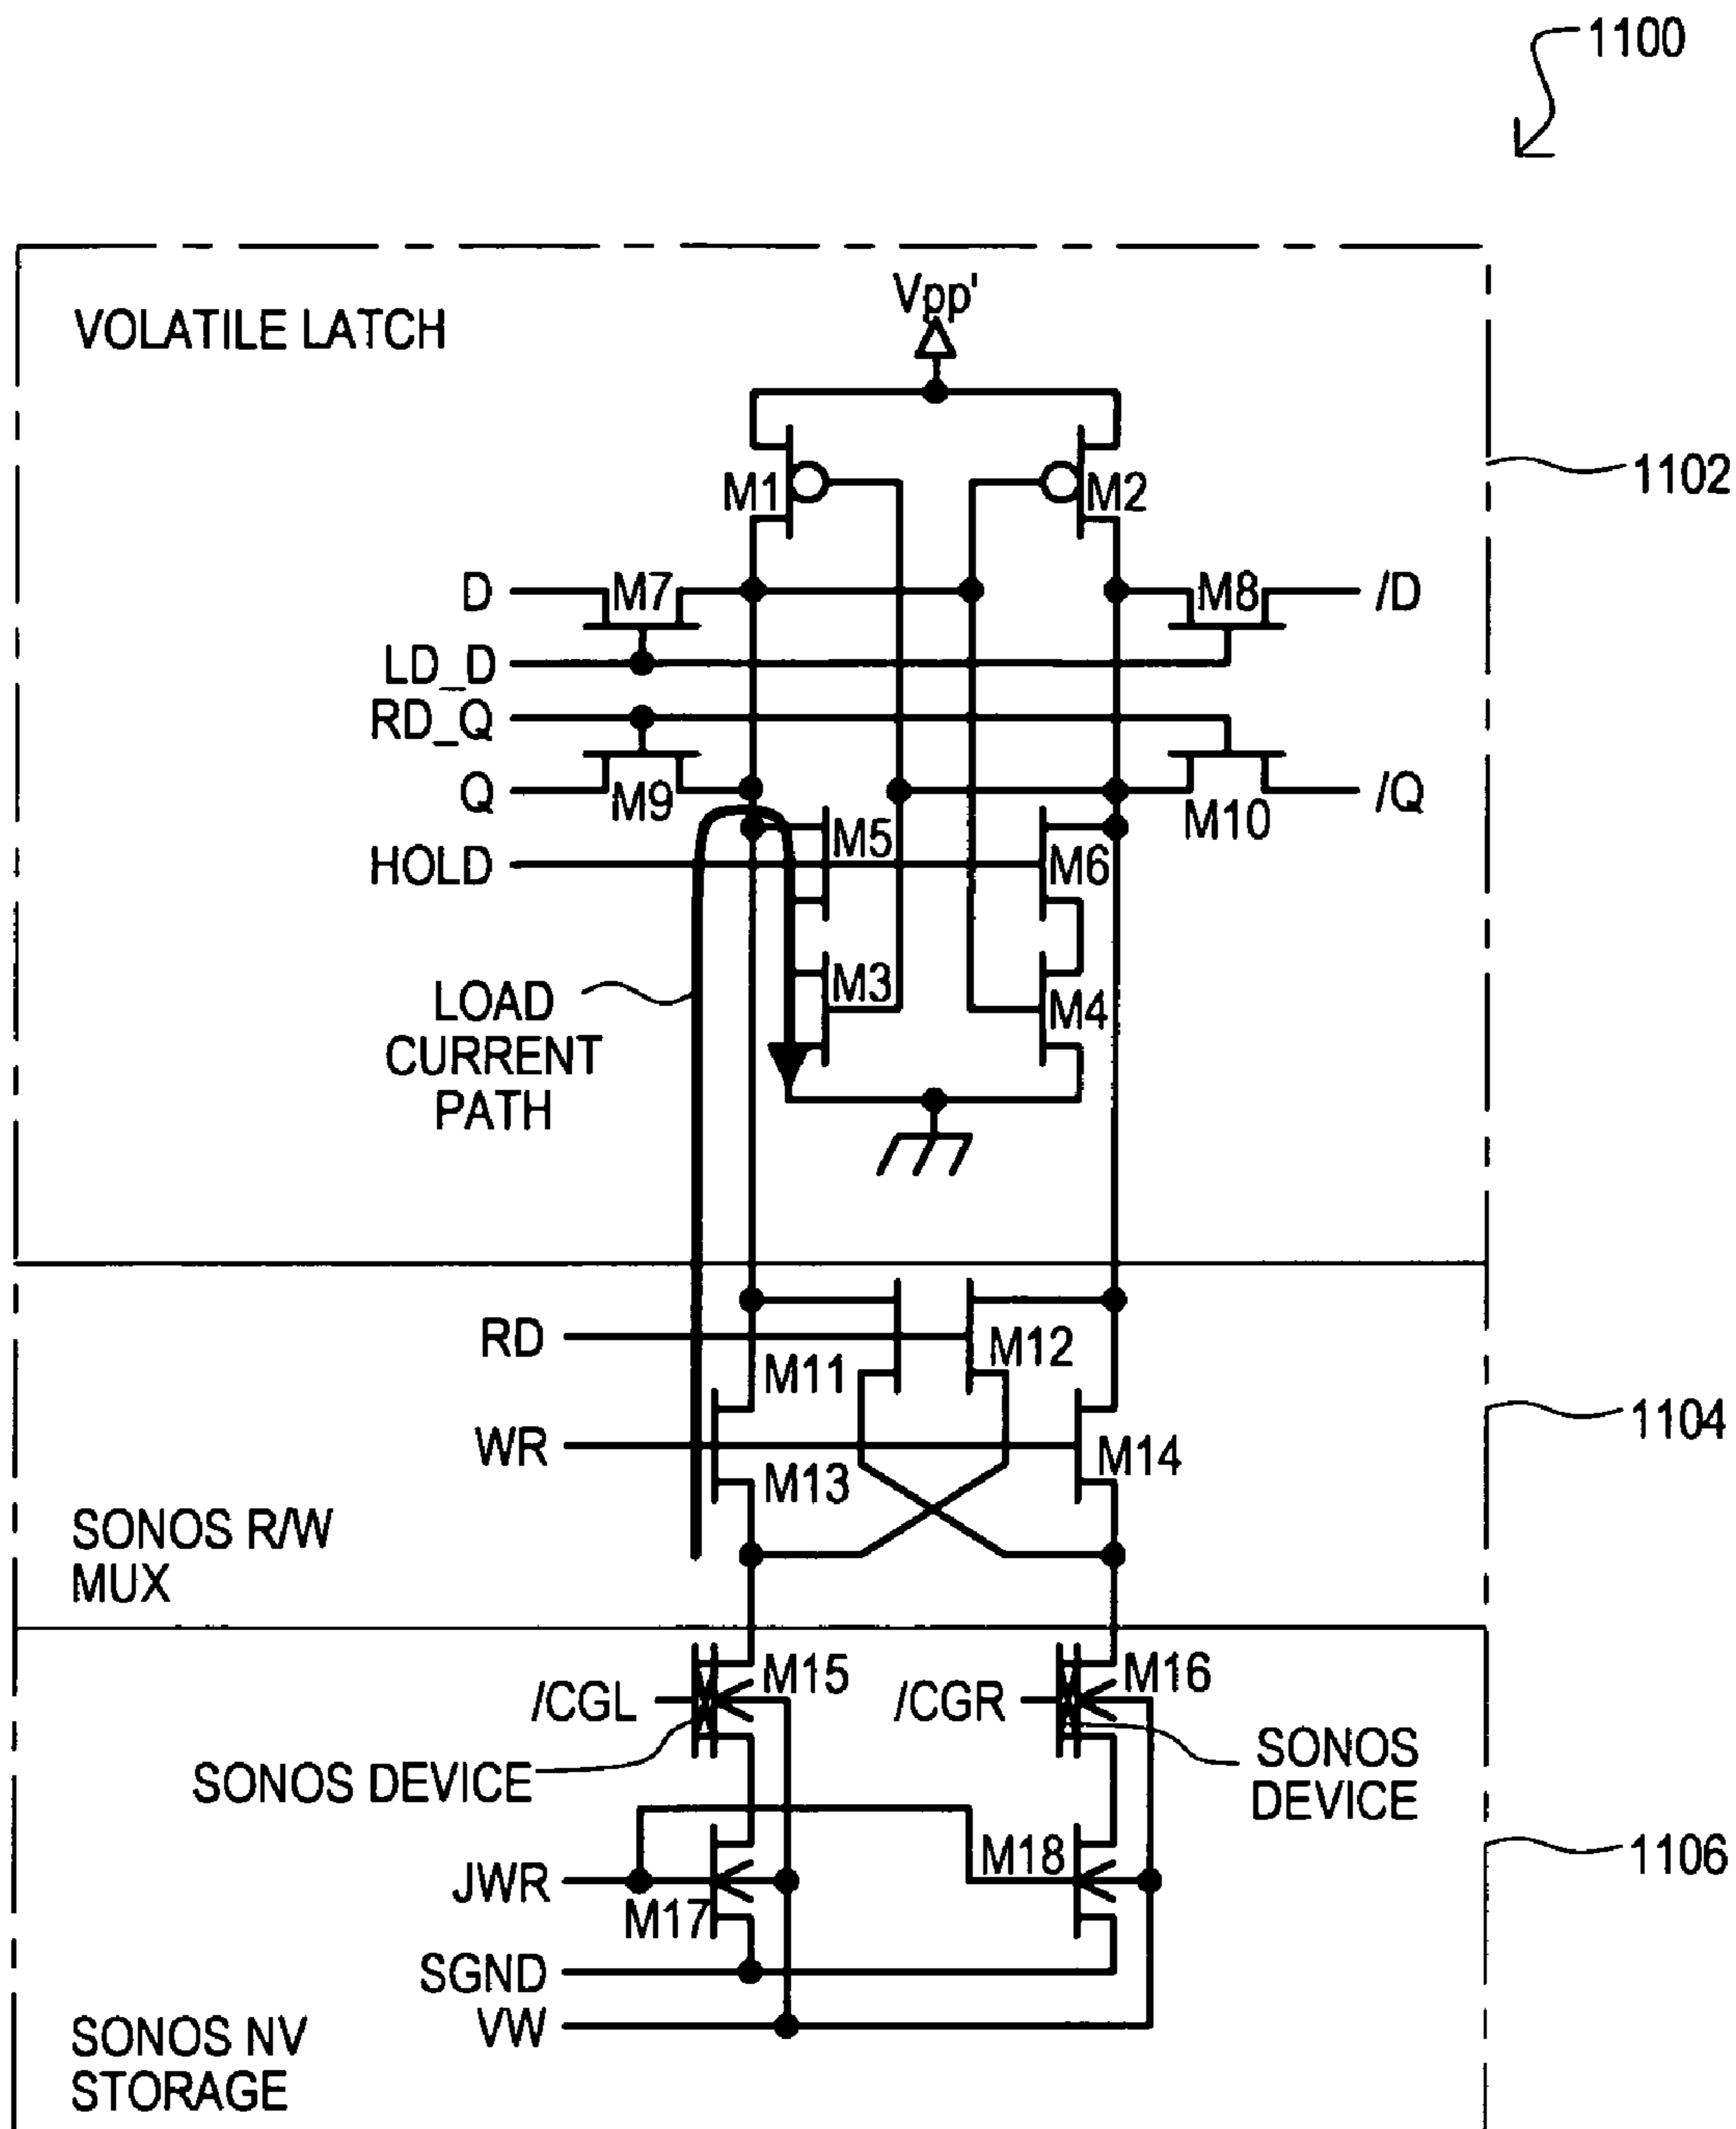 1100
VOLATILE LATCH
Vpp'
1102
M1
M2
D
M7
M8
/D
LD_D
RD_Q
Q
M9
M10
/Q
M5
HOLD
M6
M3
M4
LOAD
CURRENT
PATH
RD
M12
M11
1104
WR
M14
M13
SONOS R/W
MUX
M15
M16
/CGL
/CGR
SONOS DEVICE
SONOS
DEVICE
M18
1106
JWR
M17
SGND
VW
SONOS NV
STORAGE